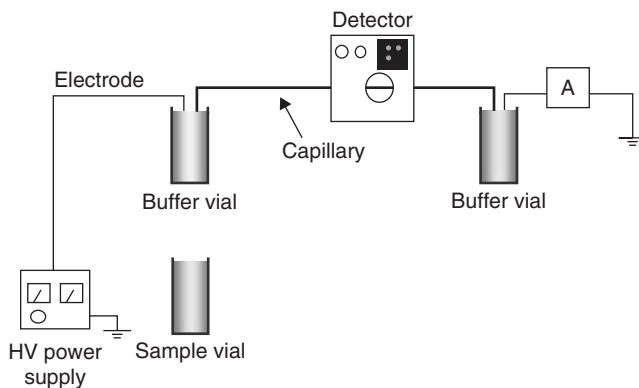 Detector
Electrode
A
Capillary
Buffer vial
Buffer vial
HV power
supply
Sample vial